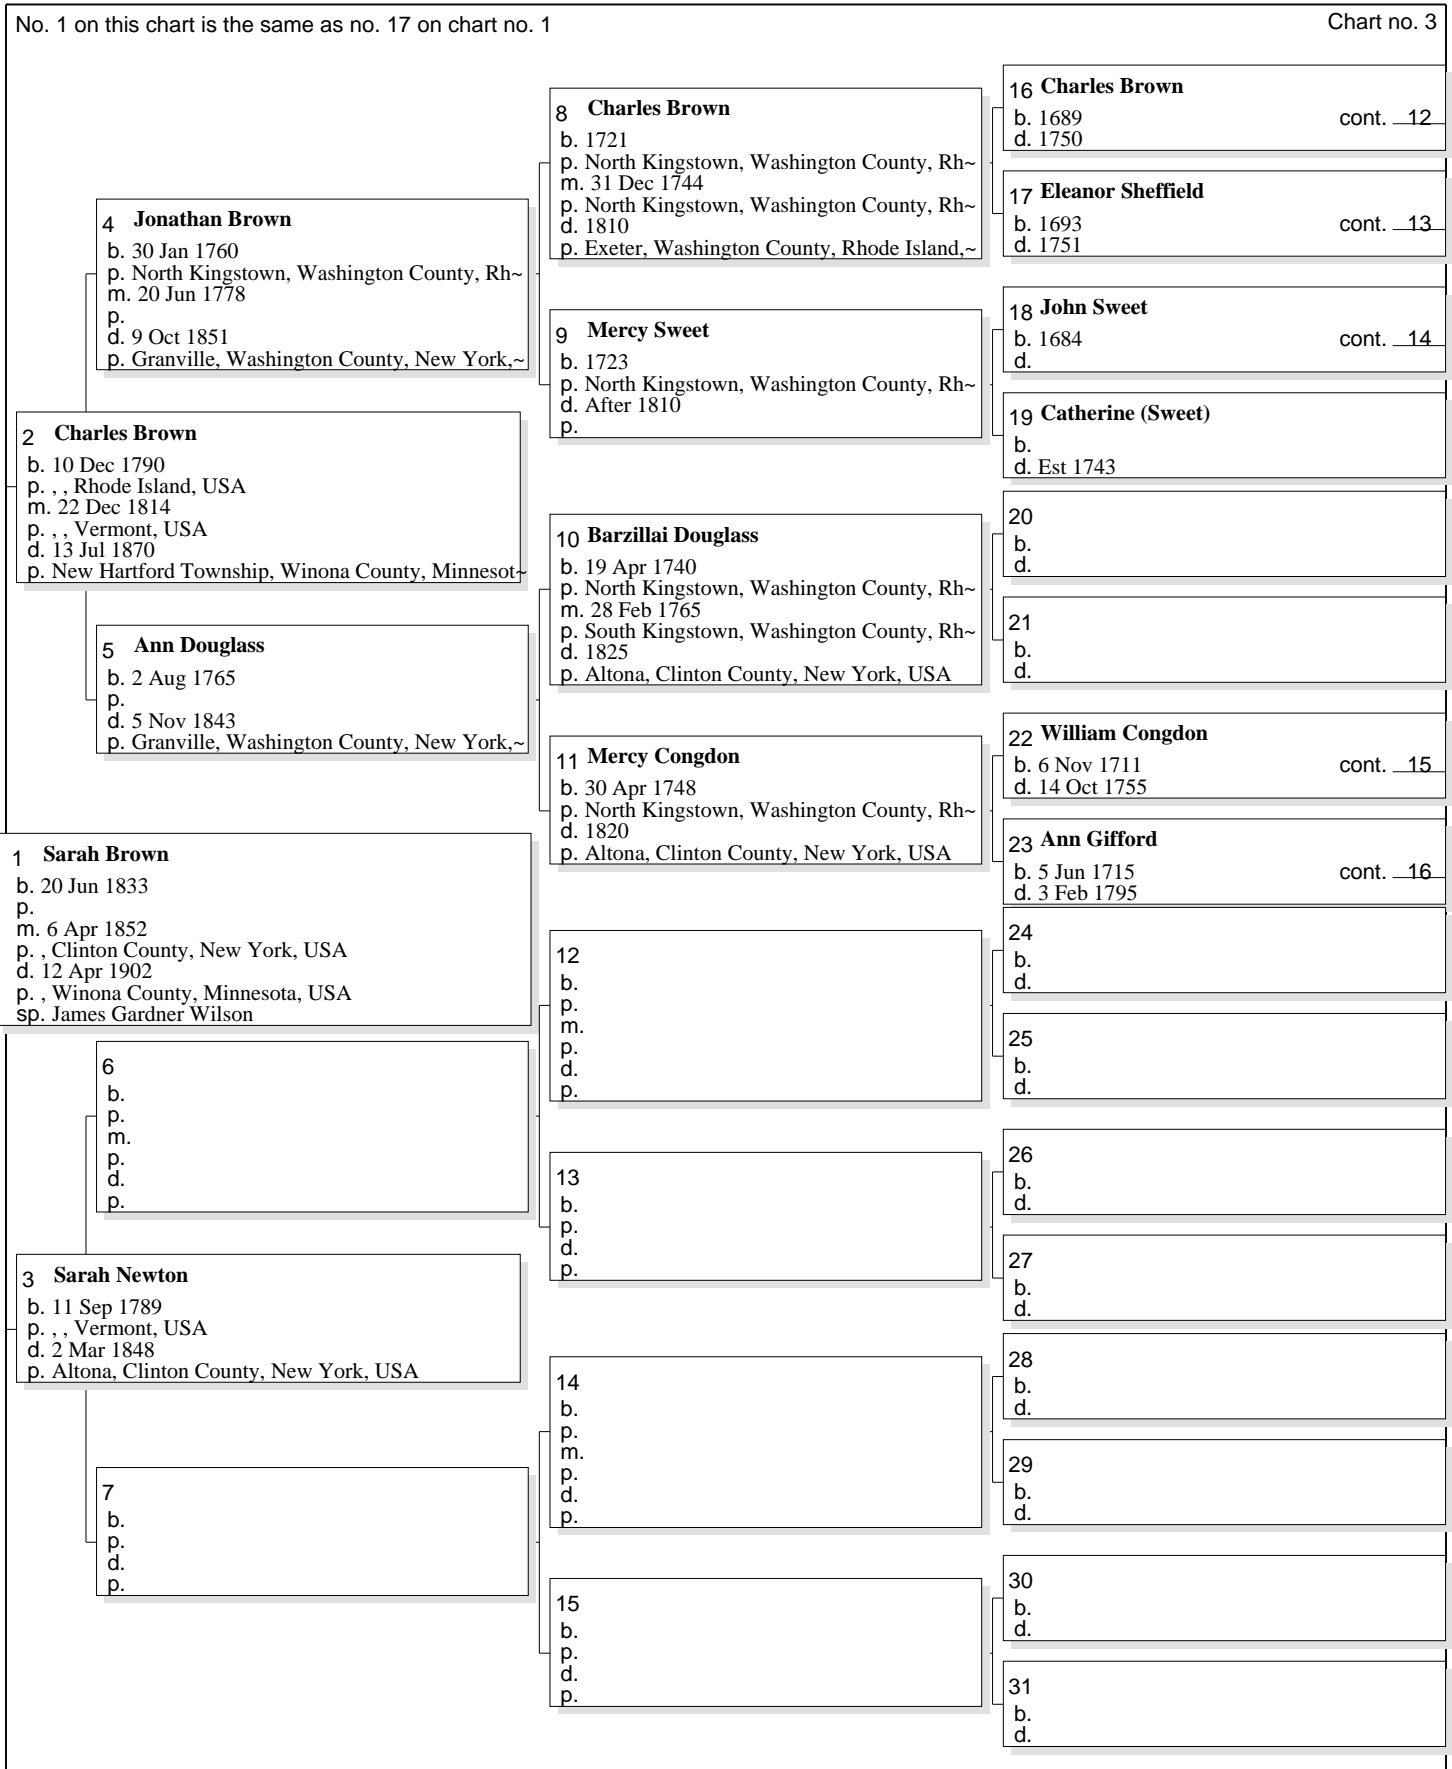 No. 1 on this chart is the same as no. 17 on chart no. 1
Chart no. 3
16 Charles Brown
b. 1689 cont. 12
d. 1750
8 Charles Brown
b. 1721
p. North Kingstown, Washington County, Rh~
m. 31 Dec 1744
p. North Kingstown, Washington County, Rh~
d. 1810
p. Exeter, Washington County, Rhode Island,~
17 Eleanor Sheffield
b. 1693 cont. 13
d. 1751
4 Jonathan Brown
b. 30 Jan 1760
p. North Kingstown, Washington County, Rh~
m. 20 Jun 1778
p.
d. 9 Oct 1851
p. Granville, Washington County, New York,~
18 John Sweet
b. 1684 cont. 14
d.
9 Mercy Sweet
b. 1723
p. North Kingstown, Washington County, Rh~
d. After 1810
p.
19 Catherine (Sweet)
b.
d. Est 1743
2 Charles Brown
b. 10 Dec 1790
p. , , Rhode Island, USA
m. 22 Dec 1814
p. , , Vermont, USA
d. 13 Jul 1870
p. New Hartford Township, Winona County, Minnesot~
20
b.
d.
10 Barzillai Douglass
b. 19 Apr 1740
p. North Kingstown, Washington County, Rh~
m. 28 Feb 1765
p. South Kingstown, Washington County, Rh~
d. 1825
p. Altona, Clinton County, New York, USA
21
b.
d.
5 Ann Douglass
b. 2 Aug 1765
p.
d. 5 Nov 1843
p. Granville, Washington County, New York,~
22 William Congdon
b. 6 Nov 1711 cont. 15
d. 14 Oct 1755
11 Mercy Congdon
b. 30 Apr 1748
p. North Kingstown, Washington County, Rh~
d. 1820
p. Altona, Clinton County, New York, USA
23 Ann Gifford
b. 5 Jun 1715 cont. 16
d. 3 Feb 1795
1 Sarah Brown
b. 20 Jun 1833
p.
m. 6 Apr 1852
p. , Clinton County, New York, USA
d. 12 Apr 1902
p. , Winona County, Minnesota, USA
sp. James Gardner Wilson
24
b.
d.
12
b.
p.
m.
p.
d.
p.
25
b.
d.
6
b.
p.
m.
p.
d.
p.
26
b.
d.
13
b.
p.
d.
p.
27
b.
d.
3 Sarah Newton
b. 11 Sep 1789
p. , , Vermont, USA
d. 2 Mar 1848
p. Altona, Clinton County, New York, USA
28
b.
d.
14
b.
p.
m.
p.
d.
p.
29
b.
d.
7
b.
p.
d.
p.
30
b.
d.
15
b.
p.
d.
p.
31
b.
d.